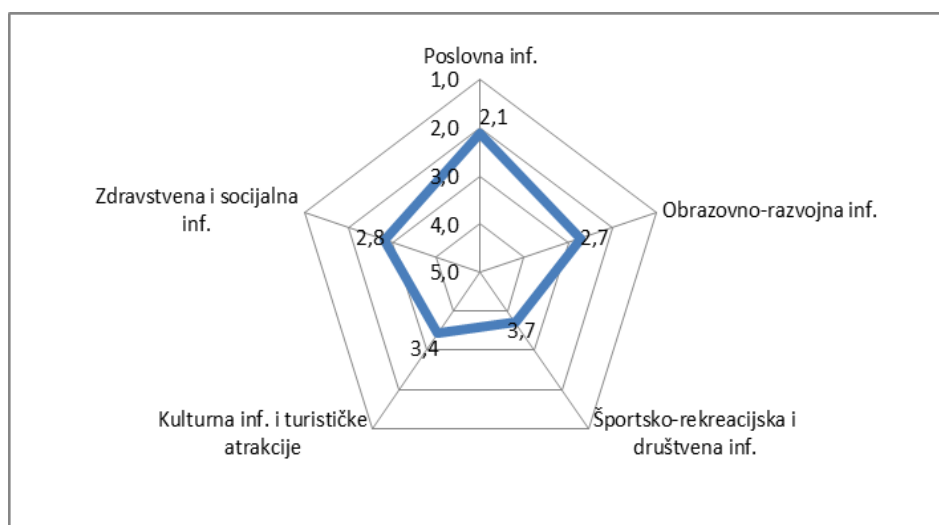 Poslovna inf.
1,0
2,1
2,0
3,0
Zdravstvena i socijalna
inf.
Obrazovno-razvojna inf.
2,8
2,7
4,0
5,0
3,7
3,4
Kulturna inf. i turističke
atrakcije
Športsko-rekreacijska i
društvena inf.